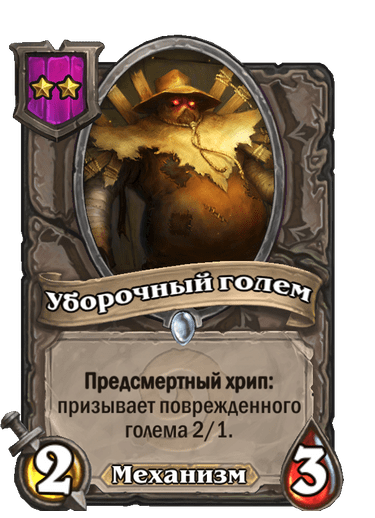 Уборочный голем
Предсмертный хрип:
призывает поврежденного
голема 2/1.
2
Механизм
3